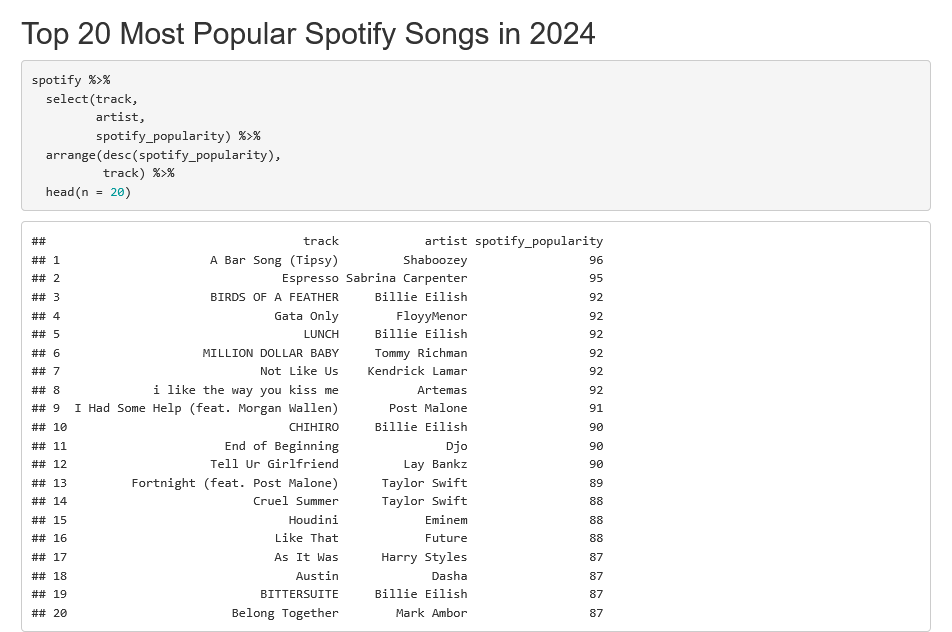 Top 20 Most Popular Spotify Songs in 2024
spotify %>%
  select(track,
         artist,
         spotify_popularity) %>%
  arrange(desc(spotify_popularity),
          track) %>%
  head(n = 20)
##                                     track            artist spotify_popularity
## 1                     A Bar Song (Tipsy)         Shaboozey                 96
## 2                               Espresso Sabrina Carpenter                 95
## 3                     BIRDS OF A FEATHER     Billie Eilish                 92
## 4                              Gata Only        FloyyMenor                 92
## 5                                  LUNCH     Billie Eilish                 92
## 6                    MILLION DOLLAR BABY     Tommy Richman                 92
## 7                            Not Like Us    Kendrick Lamar                 92
## 8             i like the way you kiss me           Artemas                 92
## 9  I Had Some Help (feat. Morgan Wallen)       Post Malone                 91
## 10                               CHIHIRO     Billie Eilish                 90
## 11                      End of Beginning               Djo                 90
## 12                    Tell Ur Girlfriend         Lay Bankz                 90
## 13         Fortnight (feat. Post Malone)      Taylor Swift                 89
## 14                          Cruel Summer      Taylor Swift                 88
## 15                               Houdini            Eminem                 88
## 16                             Like That            Future                 88
## 17                             As It Was      Harry Styles                 87
## 18                                Austin             Dasha                 87
## 19                           BITTERSUITE     Billie Eilish                 87
## 20                       Belong Together        Mark Ambor                 87